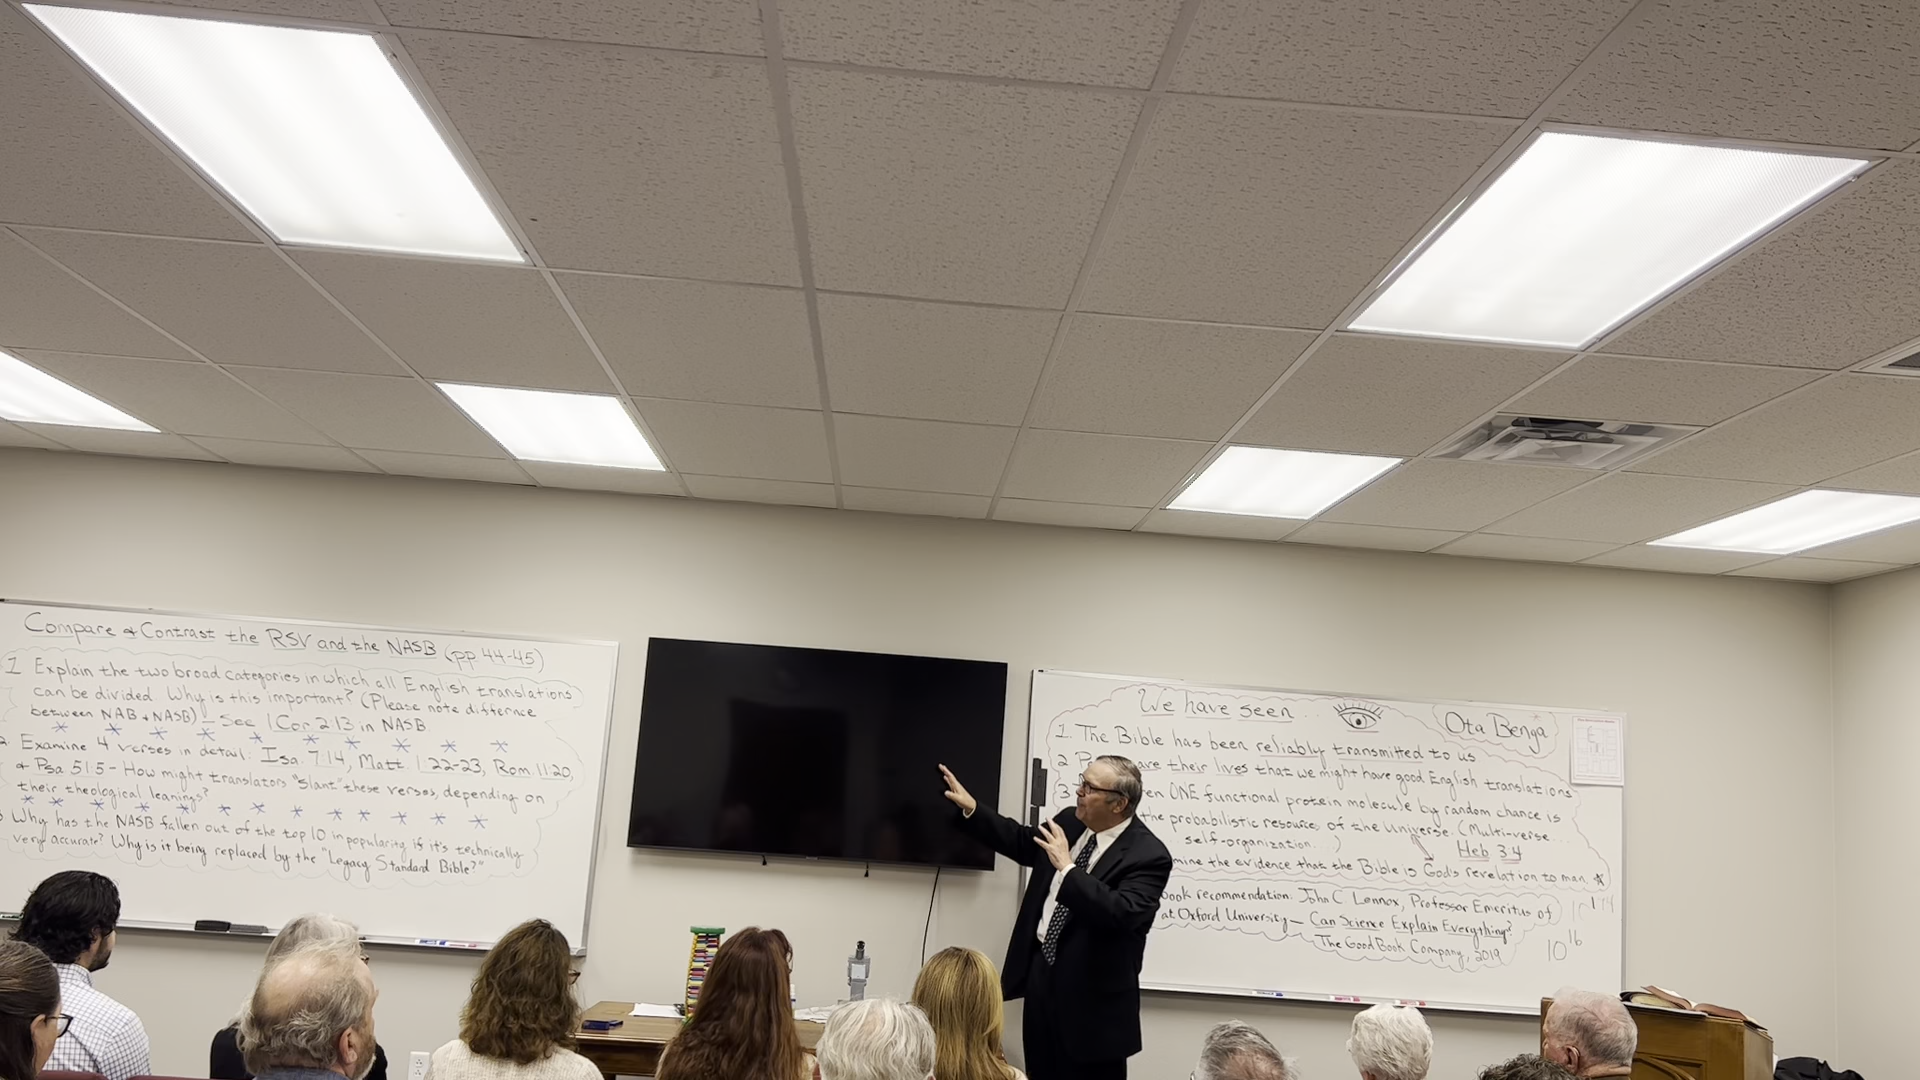 Compare & Contrast the RSV and the NASB (pp 44-45)
1 Explain the two broad categories in which all English translations
can be divided. Why is this important? (Please note differnce
between NAB & NASB) - See 1 Cor 2:13 in NASB
2. Examine 4 verses in detail: Isa 7:14, Matt 1:22-23, Rom 11:20,
& Psa 51:5 - How might translators "slant" these verses, depending on
their theological leanings?
Why has the NASB fallen out of the top 10 in popularity if it's technically
very accurate? Why is it being replaced by the "Legacy Standard Bible?"
We have seen...
Ota Benga
1. The Bible has been reliably transmitted to us
2 their lives that we might have good English translations
3 ONE functional protein molecule by random chance is
the probabilistic resources of the Universe. (Multi-verse...
self-organization...)
Heb 3:4
the evidence that the Bible is God's revelation to man.
book recommendation: John C. Lennox, Professor Emeritus of
at Oxford University - Can Science Explain Everything?
The Good Book Company, 2019
10^16